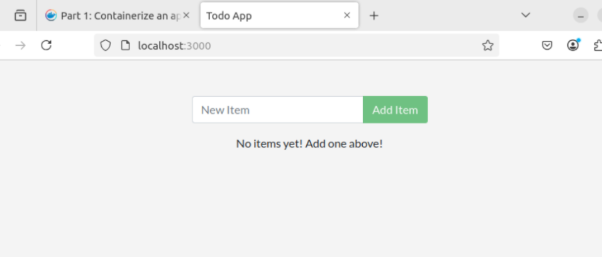 Part 1: Containerize an ap
Todo App
localhost:3000
New Item
Add Item
No items yet! Add one above!